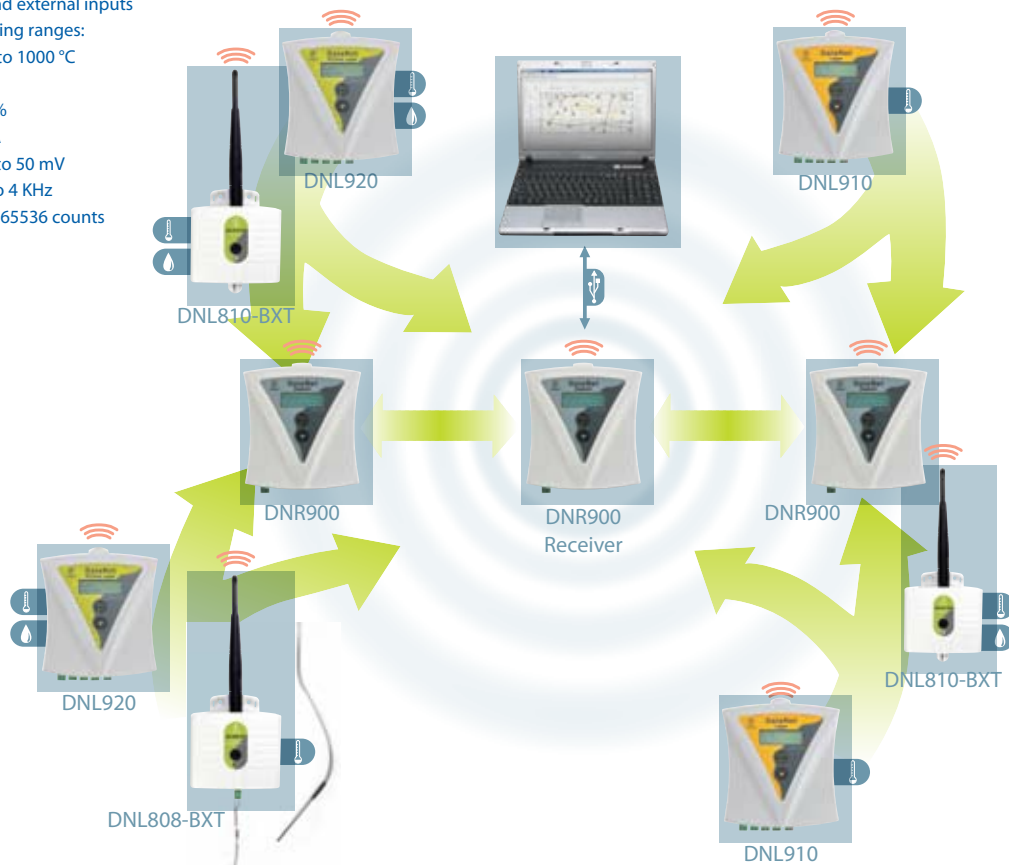 nd external inputs
ing ranges:
to 1000 °C
%
to 50 mV
o 4 KHz
65536 counts
DNL920
DNL910
DNL810-BXT
DNR900
DNR900
Receiver
DNR900
DNL920
DNL810-BXT
DNL808-BXT
DNL910